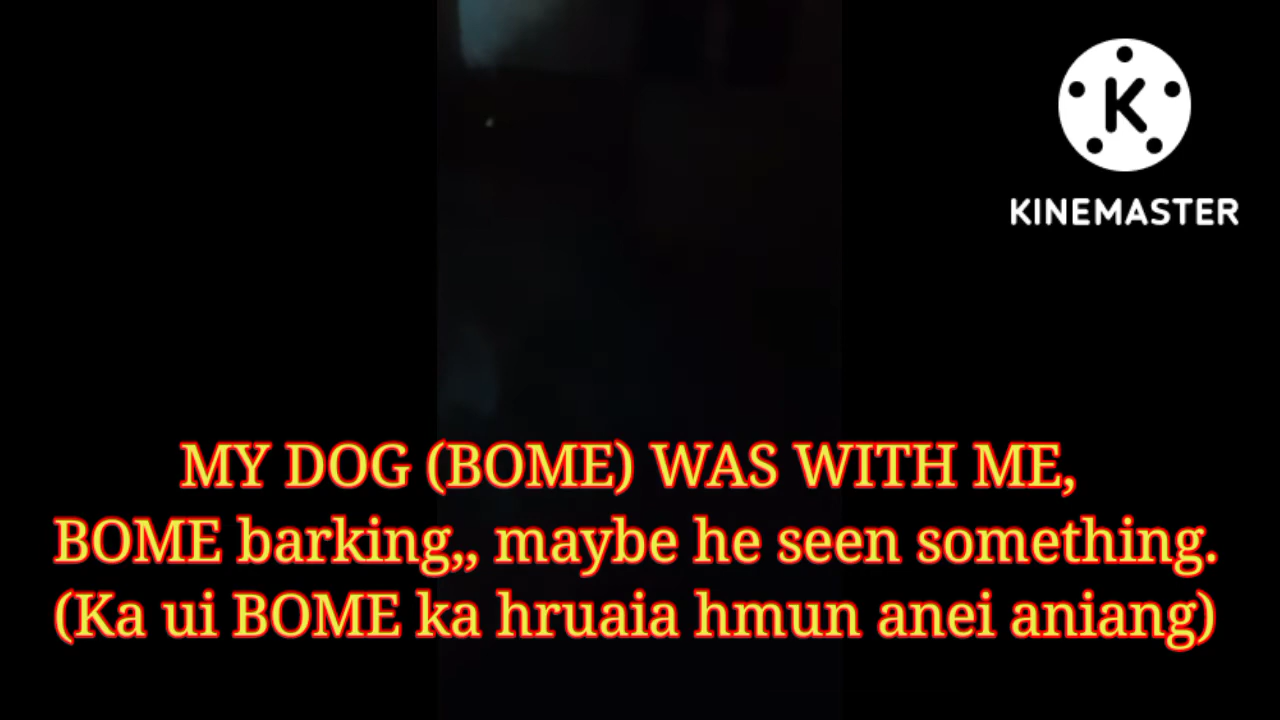 K
KINEMASTER
MY DOG (BOME) WAS WITH ME,
BOME barking,, maybe he seen something.
(Ka ui BOME ka hruaia hmun anei aniang)